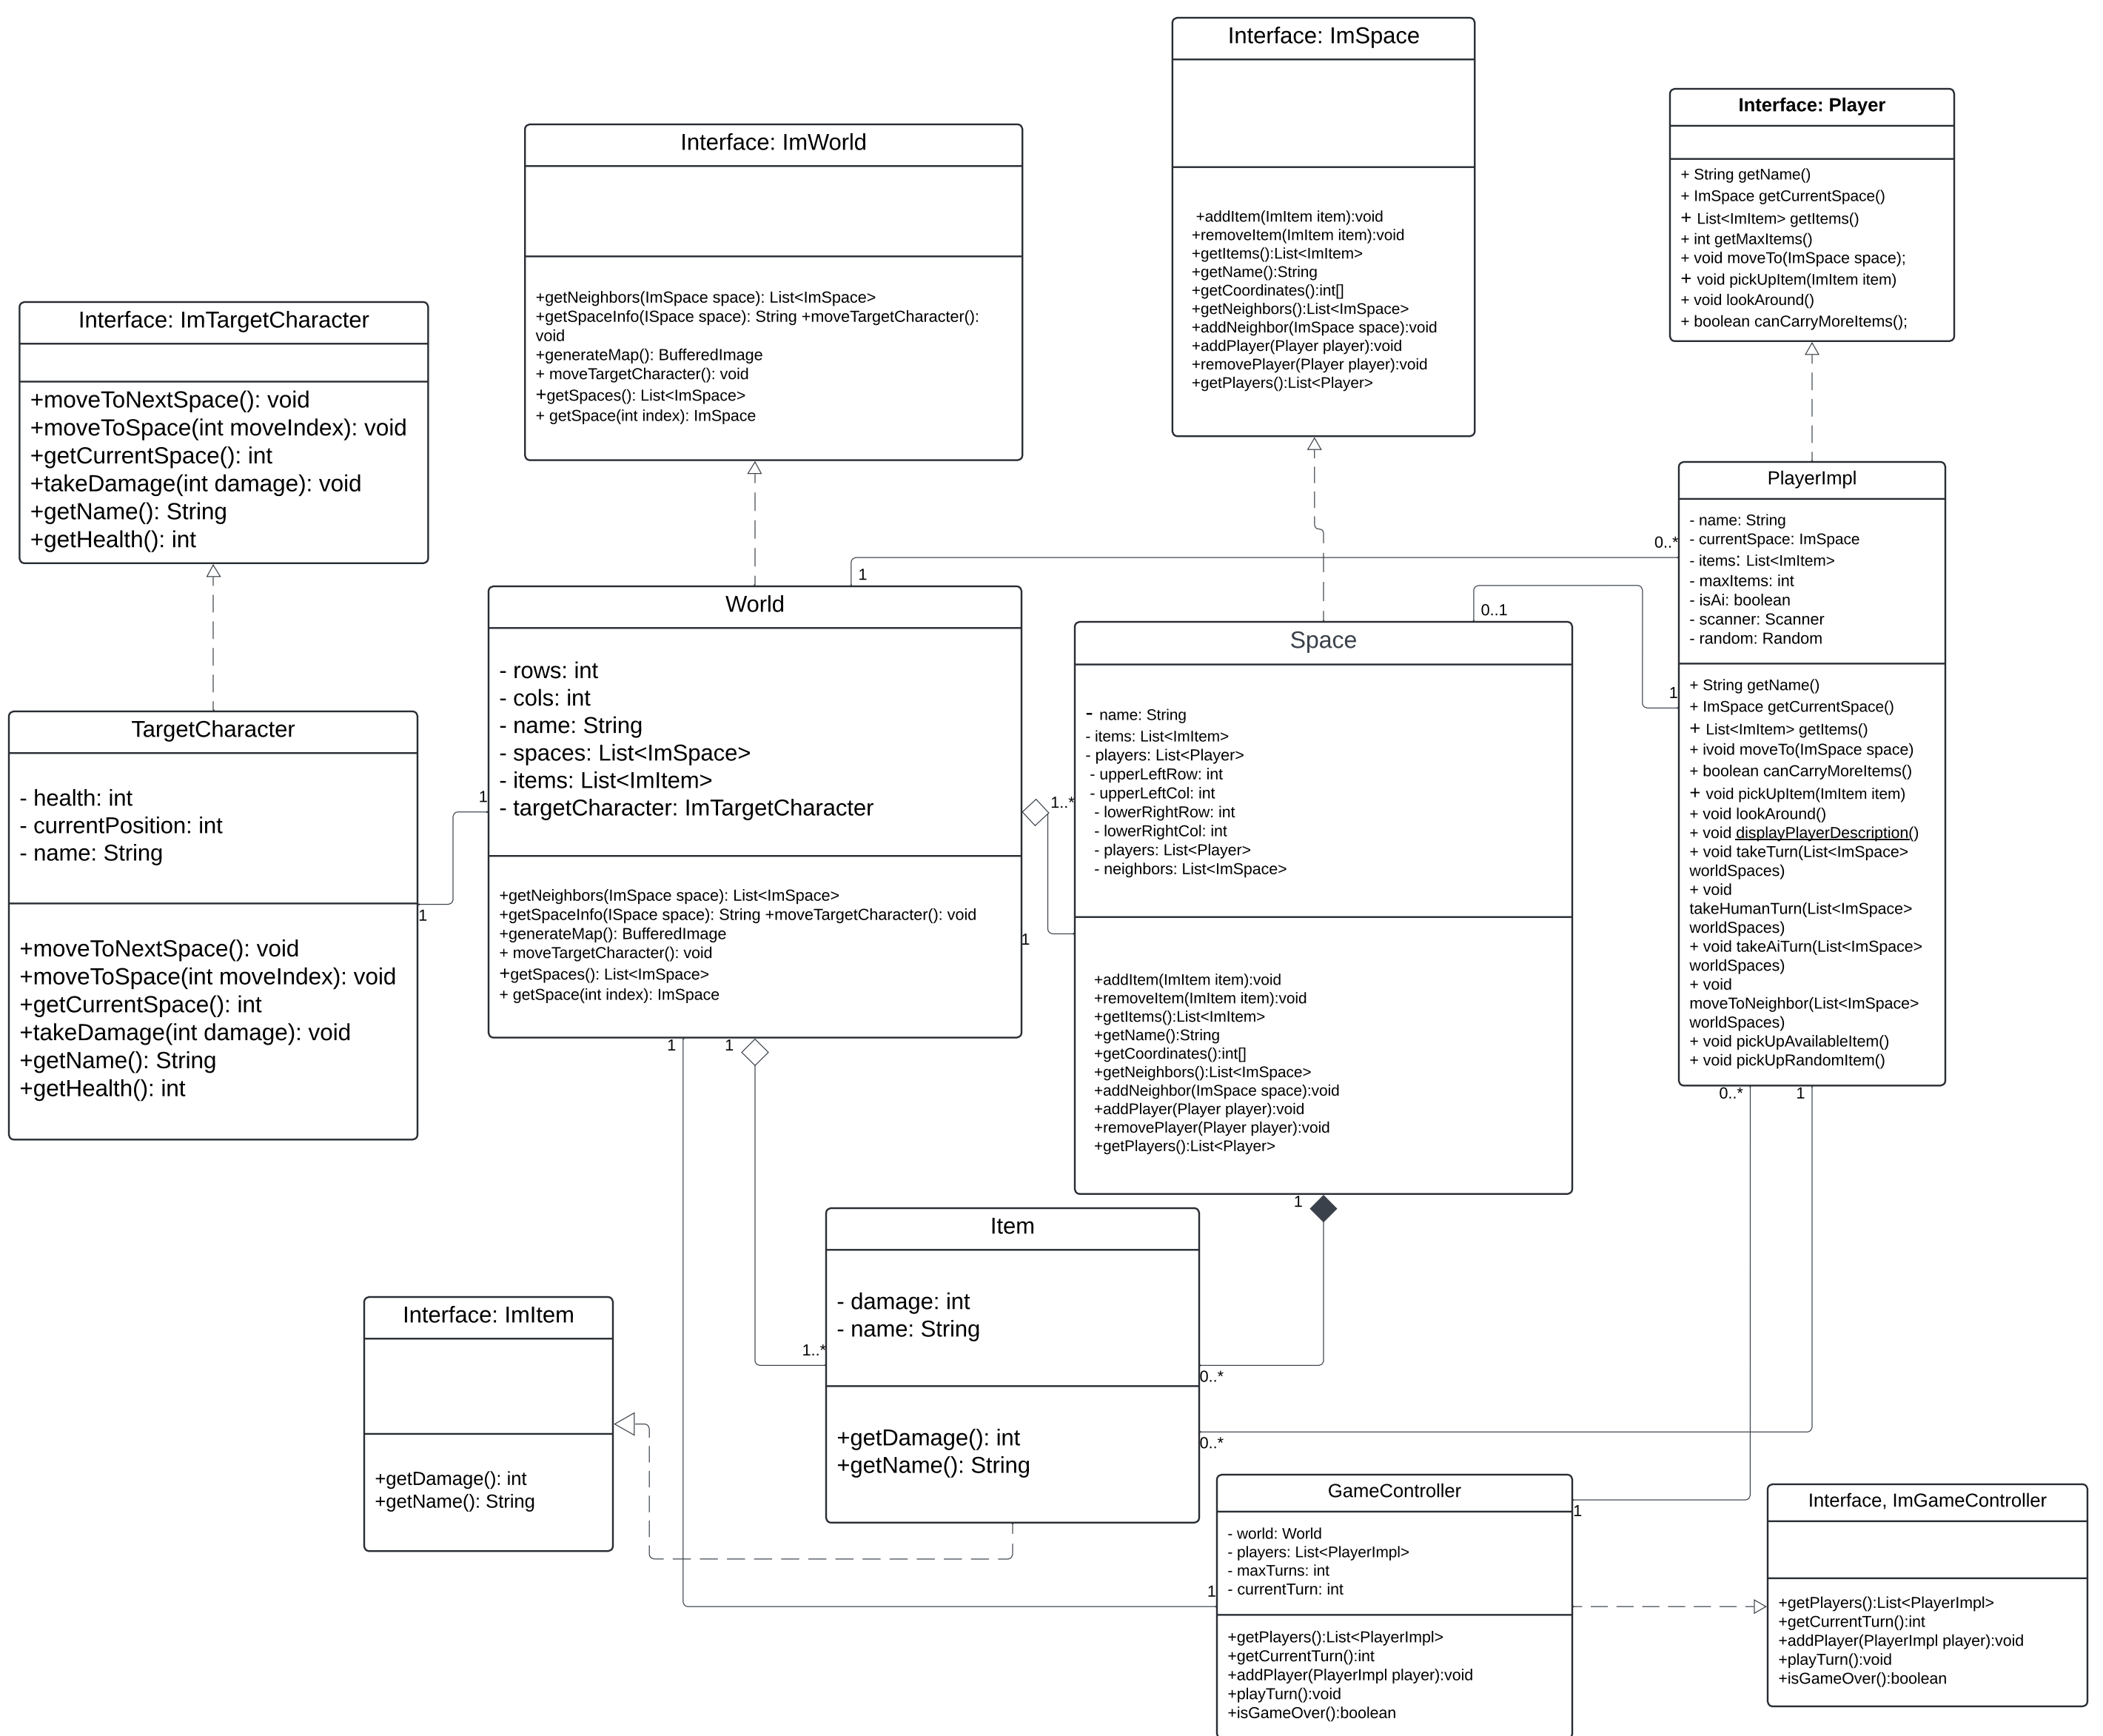 Interface: ImSpace
+addItem(ImItem item):void
+removeItem(ImItem item):void
+getItems():List<ImItem>
+getName():String
+getCoordinates():int[]
+getNeighbors():List<ImSpace>
+addNeighbor(ImSpace space):void
+addPlayer(Player player):void
+removePlayer(Player player):void
+getPlayers():List<Player>
Interface: Player
+ String getName()
+ ImSpace getCurrentSpace()
+ List<ImItem> getItems()
+ int getMaxItems()
+ void moveTo(ImSpace space);
+ void pickUpItem(ImItem item)
+ void lookAround()
+ boolean canCarryMoreItems();
Interface: ImWorld
+getNeighbors(ImSpace space): List<ImSpace>
+getSpaceInfo(ISpace space): String +moveTargetCharacter():
void
+generateMap(): BufferedImage
+ moveTargetCharacter(): void
+getSpaces(): List<ImSpace>
+ getSpace(int index): ImSpace
Interface: ImTargetCharacter
+moveToNextSpace(): void
+moveToSpace(int moveIndex): void
+getCurrentSpace(): int
+takeDamage(int damage): void
+getName(): String
+getHealth(): int
PlayerImpl
- name: String
- currentSpace: ImSpace
- items: List<ImItem>
- maxItems: int
- isAi: boolean
- scanner: Scanner
- random: Random
+ String getName()
+ ImSpace getCurrentSpace()
+ List<ImItem> getItems()
+ ivoid moveTo(ImSpace space)
+ boolean canCarryMoreItems()
+ void pickUpItem(ImItem item)
+ void lookAround()
+ void displayPlayerDescription()
+ void takeTurn(List<ImSpace>
worldSpaces)
+ void
takeHumanTurn(List<ImSpace>
worldSpaces)
+ void takeAiTurn(List<ImSpace>
worldSpaces)
+ void
moveToNeighbor(List<ImSpace>
worldSpaces)
+ void pickUpAvailableItem()
+ void pickUpRandomItem()
0..*
1
0..1
1
World
- rows: int
- cols: int
- name: String
- spaces: List<ImSpace>
- items: List<ImItem>
- targetCharacter: ImTargetCharacter
+getNeighbors(ImSpace space): List<ImSpace>
+getSpaceInfo(ISpace space): String +moveTargetCharacter(): void
+generateMap(): BufferedImage
+ moveTargetCharacter(): void
+getSpaces(): List<ImSpace>
+ getSpace(int index): ImSpace
Space
- name: String
- items: List<ImItem>
- players: List<Player>
- upperLeftRow: int
- upperLeftCol: int
- lowerRightRow: int
- lowerRightCol: int
- players: List<Player>
- neighbors: List<ImSpace>
+addItem(ImItem item):void
+removeItem(ImItem item):void
+getItems():List<ImItem>
+getName():String
+getCoordinates():int[]
+getNeighbors():List<ImSpace>
+addNeighbor(ImSpace space):void
+addPlayer(Player player):void
+removePlayer(Player player):void
+getPlayers():List<Player>
TargetCharacter
- health: int
- currentPosition: int
- name: String
+moveToNextSpace(): void
+moveToSpace(int moveIndex): void
+getCurrentSpace(): int
+takeDamage(int damage): void
+getName(): String
+getHealth(): int
1
1
1..*
1
1
1
0..*
1
1
Item
- damage: int
- name: String
+getDamage(): int
+getName(): String
Interface: ImItem
+getDamage(): int
+getName(): String
1..*
0..*
0..*
GameController
- world: World
- players: List<PlayerImpl>
- maxTurns: int
- currentTurn: int
+getPlayers():List<PlayerImpl>
+getCurrentTurn():int
+addPlayer(PlayerImpl player):void
+playTurn():void
+isGameOver():boolean
1
1
Interface, ImGameController
+getPlayers():List<PlayerImpl>
+getCurrentTurn():int
+addPlayer(PlayerImpl player):void
+playTurn():void
+isGameOver():boolean